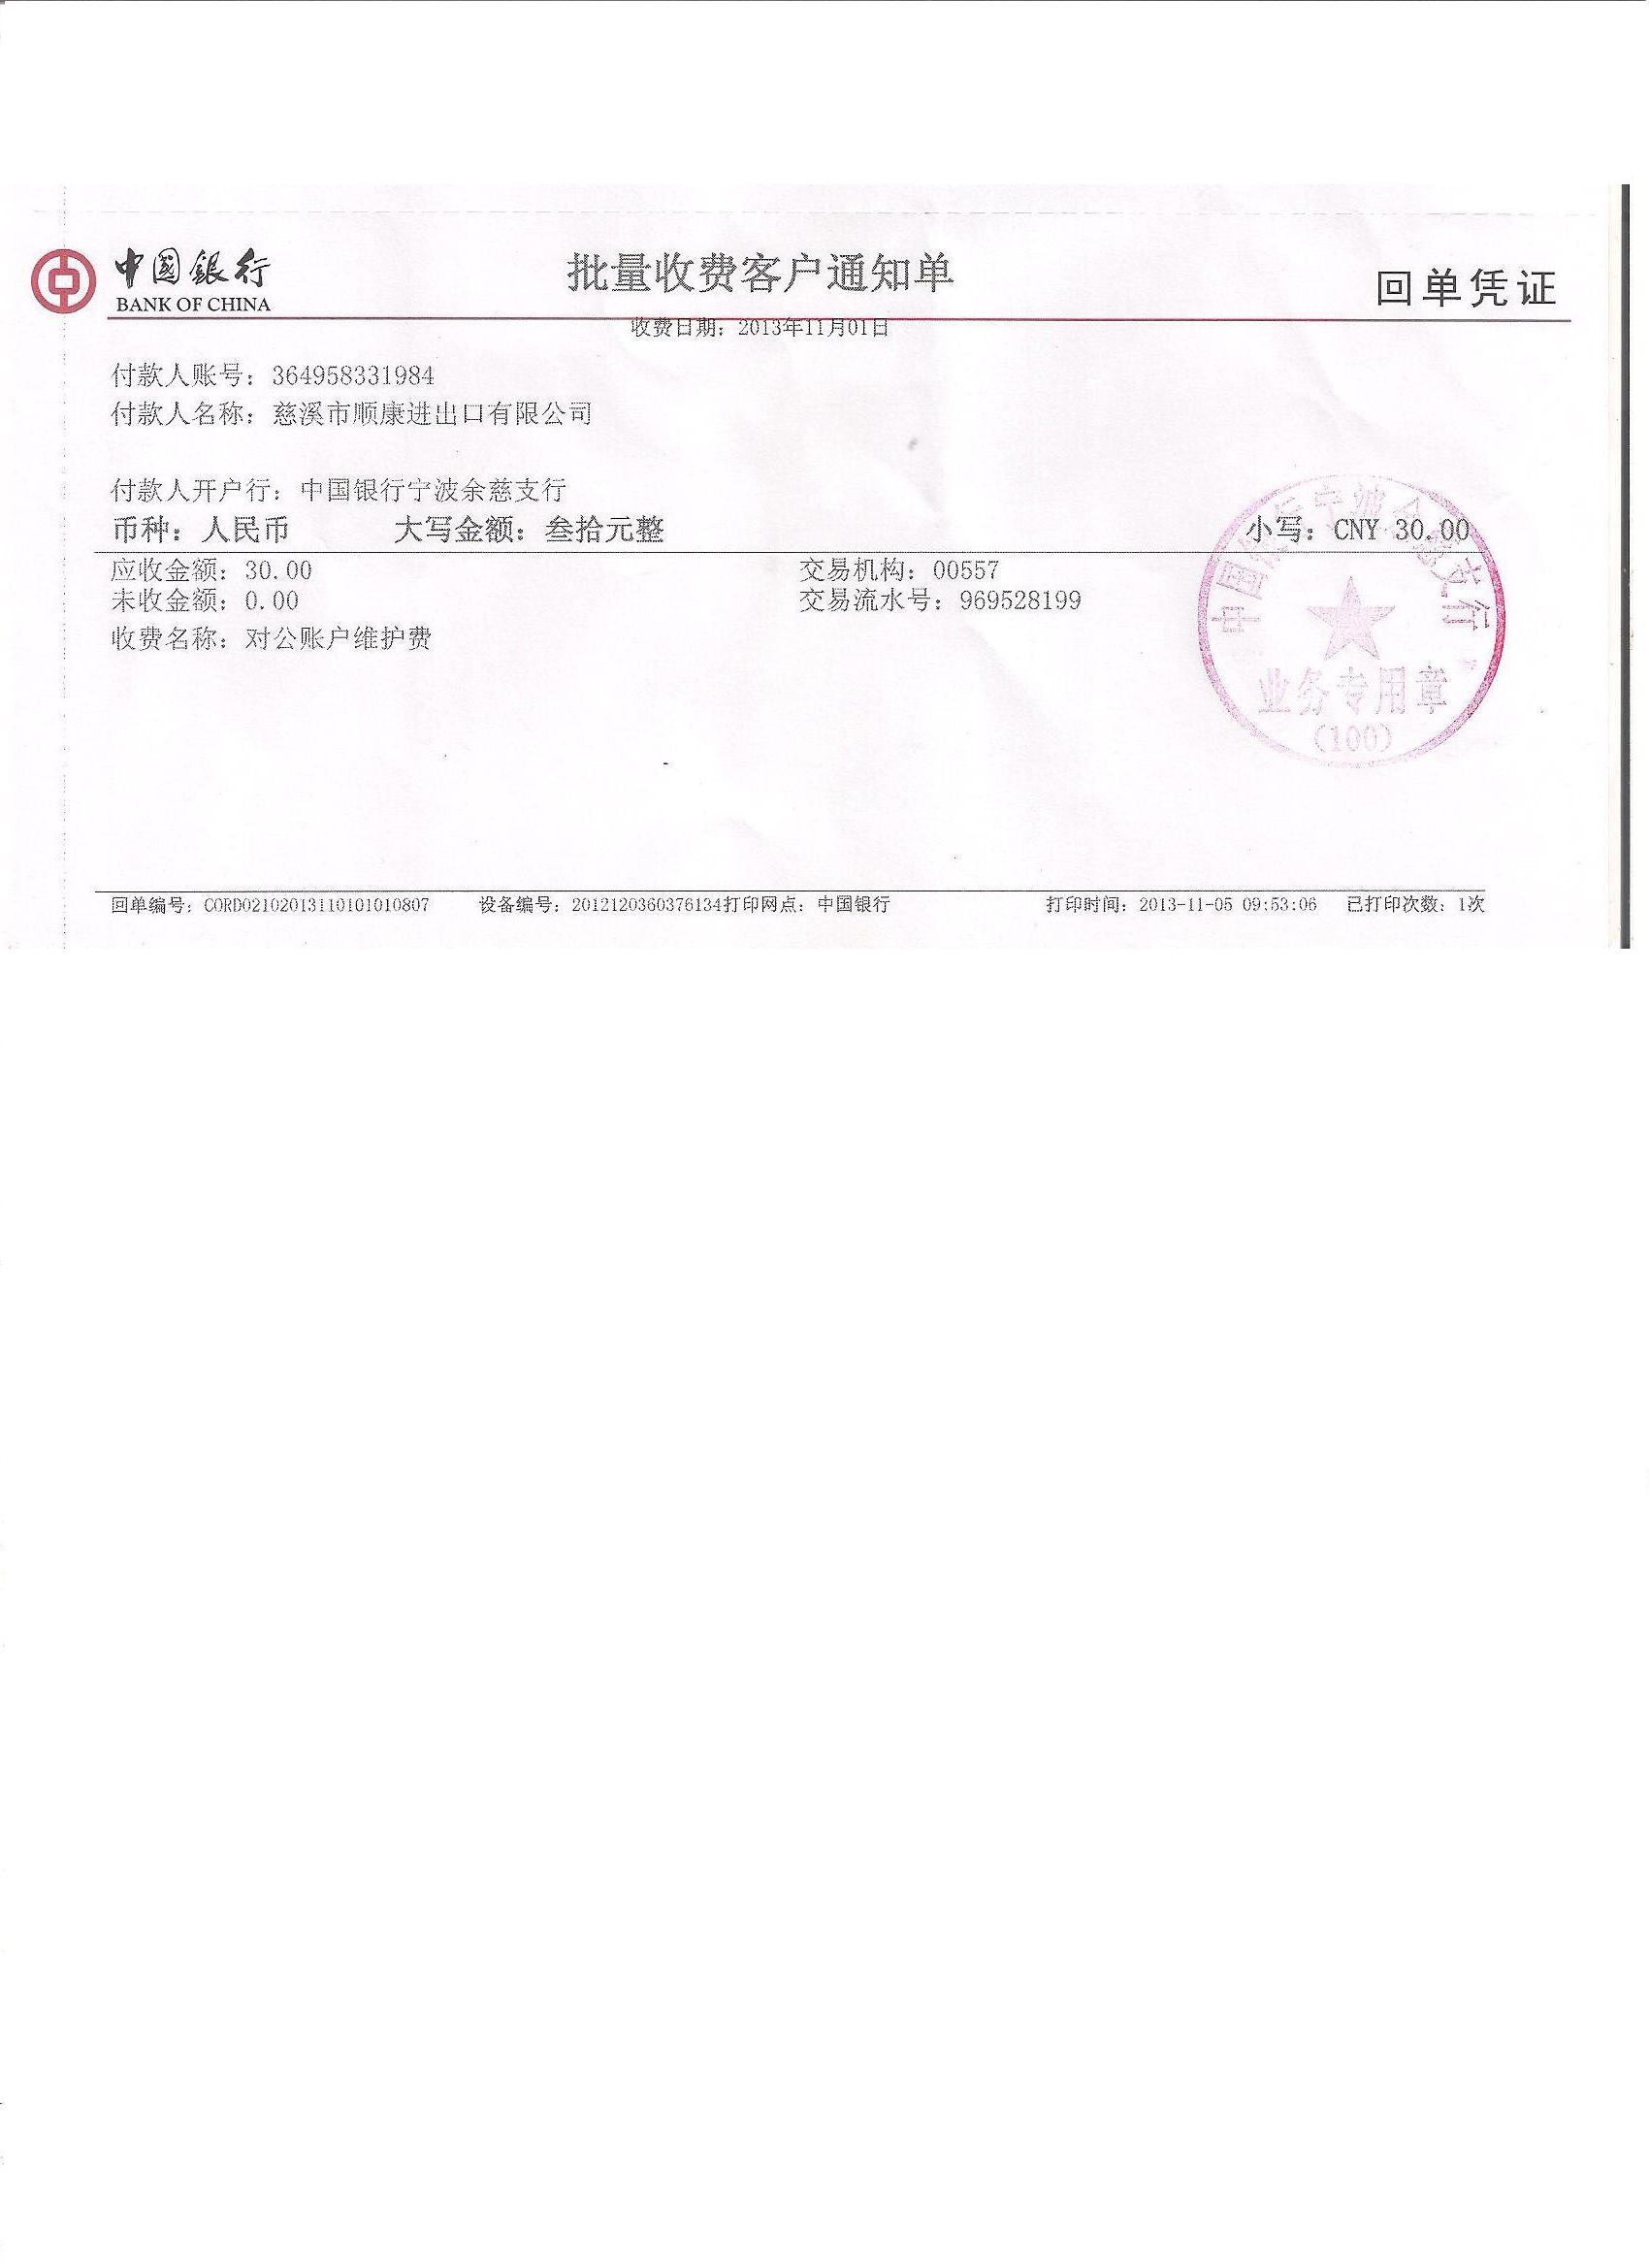 中國銀行
BANK OF CHINA
批量收费客户通知单
回单凭证
收费日期：2013年11月01日
付款人账号：364958331984
付款人名称：慈溪市顺康进出口有限公司
付款人开户行：中国银行宁波余慈支行
币种：人民币 大写金额：叁拾元整 小写：CNY 30.00
应收金额：30.00 交易机构：00557
未收金额：0.00 交易流水号：969528199
收费名称：对公账户维护费
中国银行宁波余慈支行
业务专用章
(100)
回单编号：CORD02102013110101010807 设备编号：2012120360376134打印网点：中国银行 打印时间：2013-11-05 09:53:06 已打印次数：1次